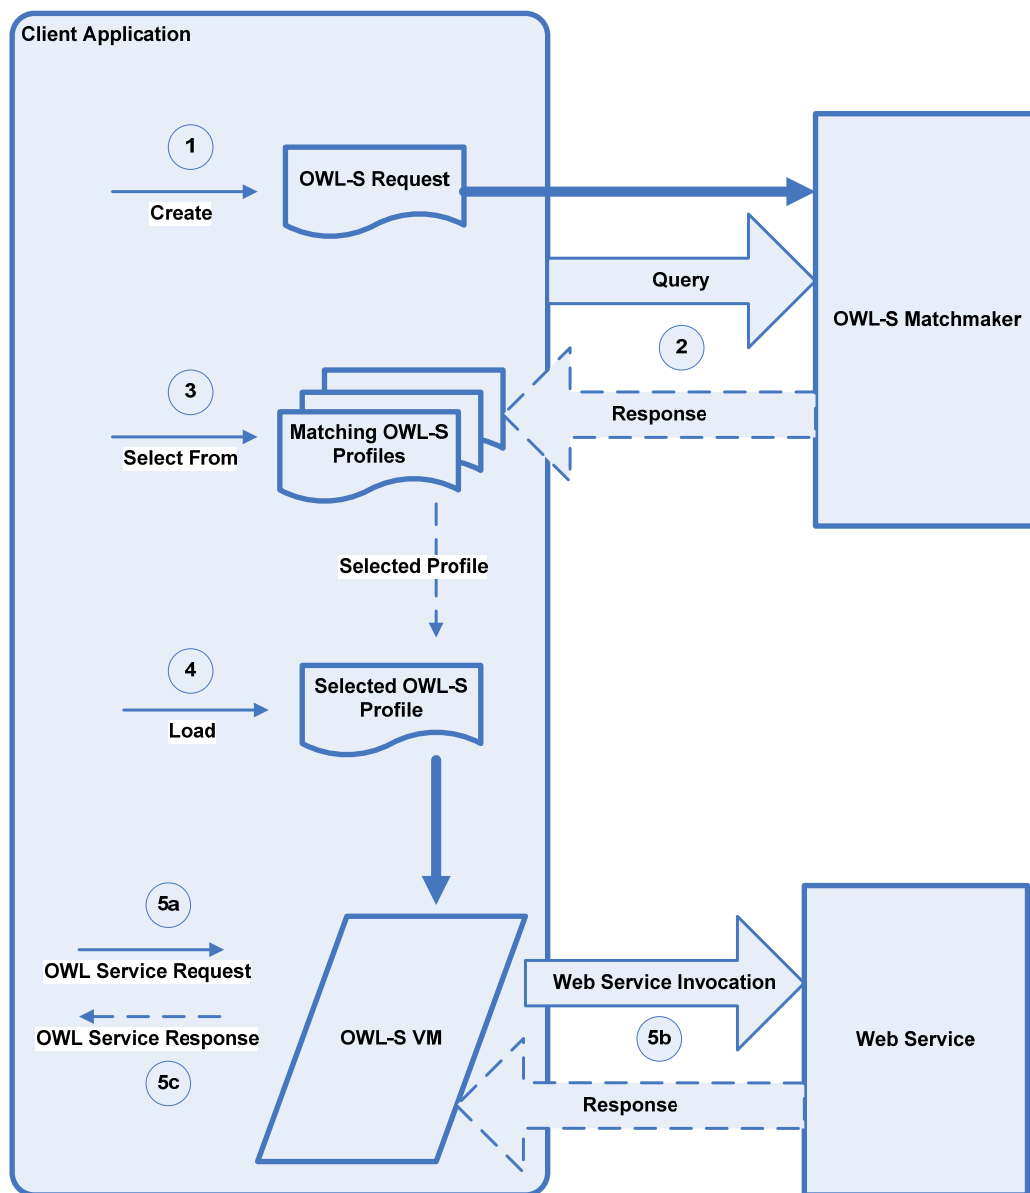 Client Application
1
OWL-S Request
Create
Query
OWL-S Matchmaker
2
3
Response
Matching OWL-S
Profiles
Select From
Selected Profile
4
Selected OWL-S
Profile
Load
5a
OWL Service Request
Web Service Invocation
OWL Service Response
OWL-S VM
5b
Web Service
5c
Response